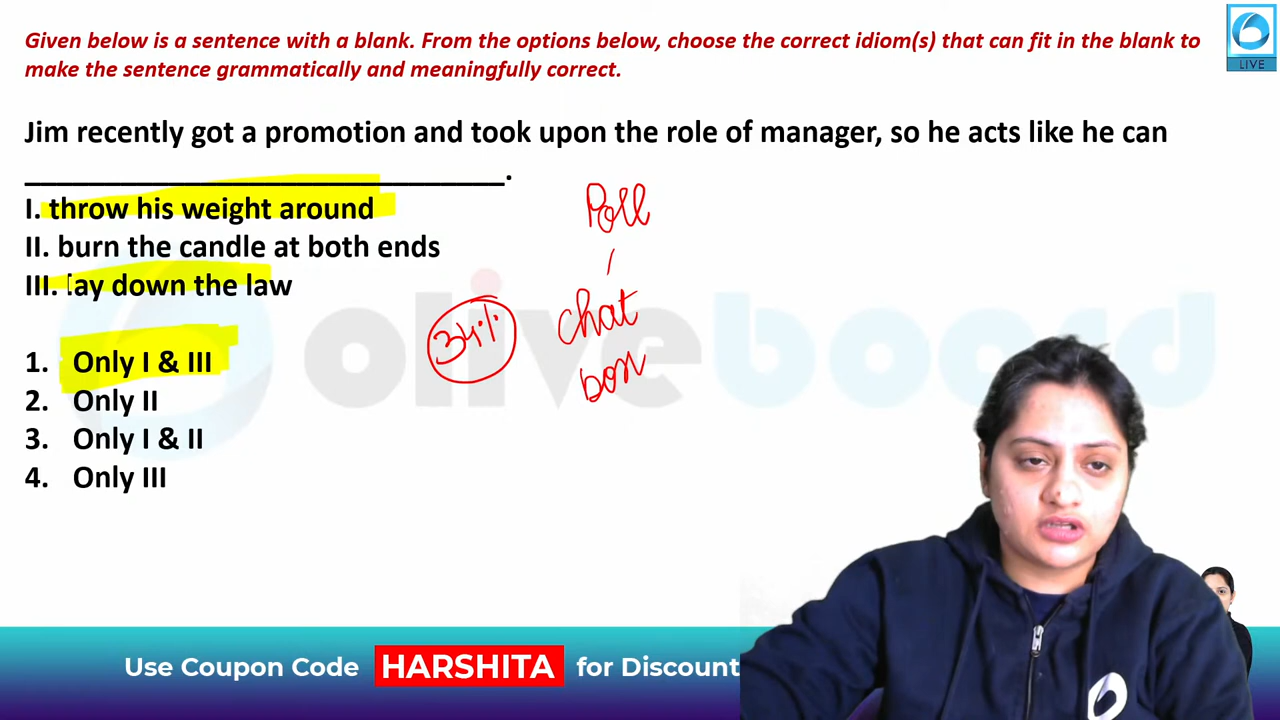 Given below is a sentence with a blank. From the options below, choose the correct idiom(s) that can fit in the blank to
make the sentence grammatically and meaningfully correct.
LIVE
Jim recently got a promotion and took upon the role of manager, so he acts like he can
______________________________.
I. throw his weight around
II. burn the candle at both ends
III. lay down the law
Poll
chat
box
34%
1. Only I & III
2. Only II
3. Only I & II
4. Only III
oliveboard
Use Coupon Code HARSHITA for Discount